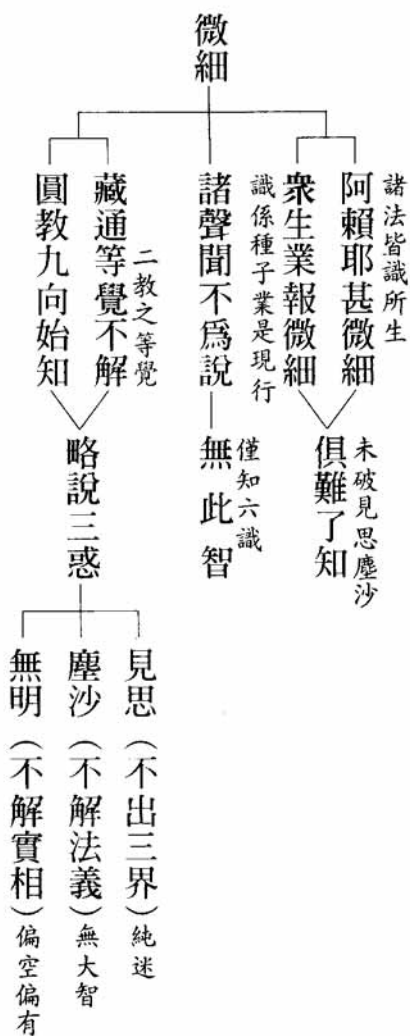 微細
諸法皆識所生
阿賴耶甚微細
衆生業報微細
識係種子業是現行
未破見思塵沙
俱難了知
諸聲聞不爲說
僅知六識
無此智
二教之等覺
藏通等覺不解
圓教九向始知
略說三惑
見思（不出三界）純迷
塵沙（不解法義）無大智
無明（不解實相）偏空偏有